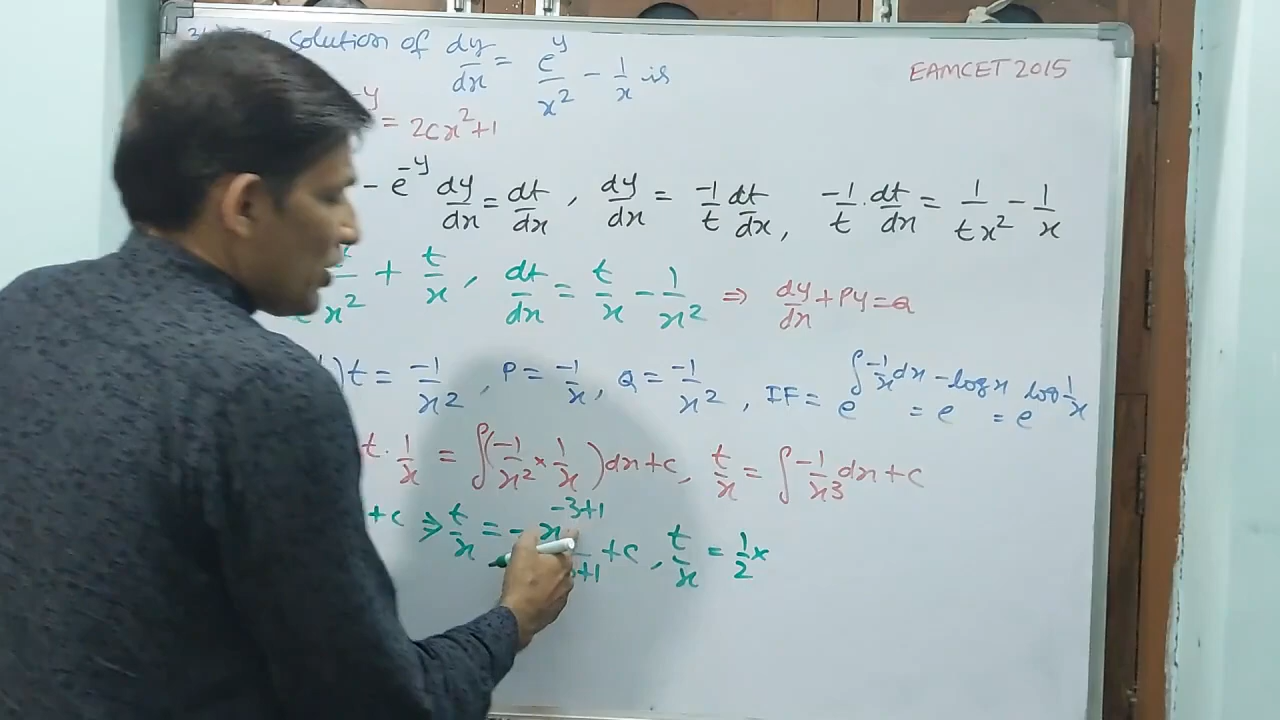 solution of dy/dx = e^y/x² - 1/x is EAMCET 2015
-y = 2cx²+1
- e^-y dy/dx = dt/dx , dy/dx = -1/t dt/dx , -1/t . dt/dx = 1/tx² - 1/x
x² + t/x , dt/dx = t/x - 1/x² ⇒ dy/dx + Py = Q
)t = -1/x² , P = -1/x , Q = -1/x² , IF = e^∫-1/x dx = e^-log x = e^log 1/x
t . 1/x = ∫(-1/x² × 1/x) dx + c , t/x = ∫ -1/x³ dx + c
+c ⇒ t/x = - x^-3+1 / +1 + c , t/x = 1/2 x